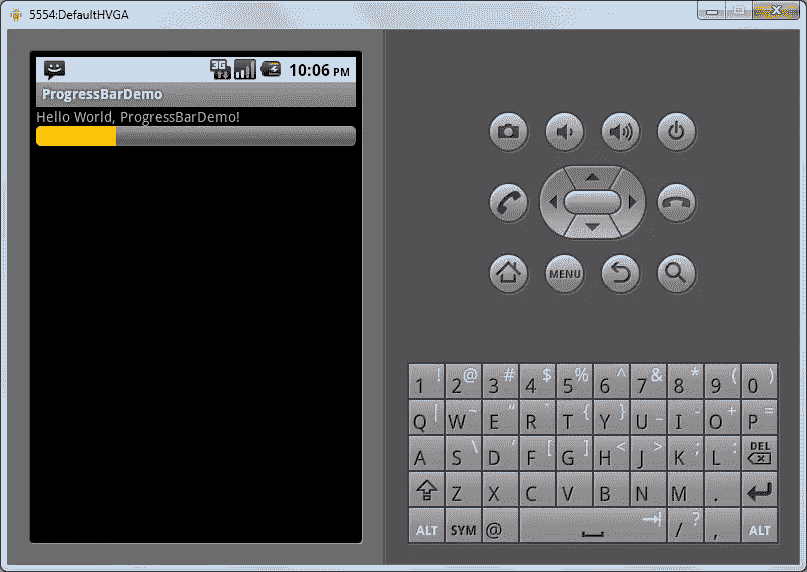 5554:DefaultHVGA
3G 10:06 PM
ProgressBarDemo
Hello World, ProgressBarDemo!
MENU
1 ! 2 @ 3 # 4 $ 5 % 6 ^ 7 & 8 * 9 ( 0 )
Q | W ~ E “ R ` T { Y } U _ I - O + P =
A S \ D ' F [ G ] H < J > K ; L : DEL
Z X C V B N M .
ALT SYM @ / ? , ALT